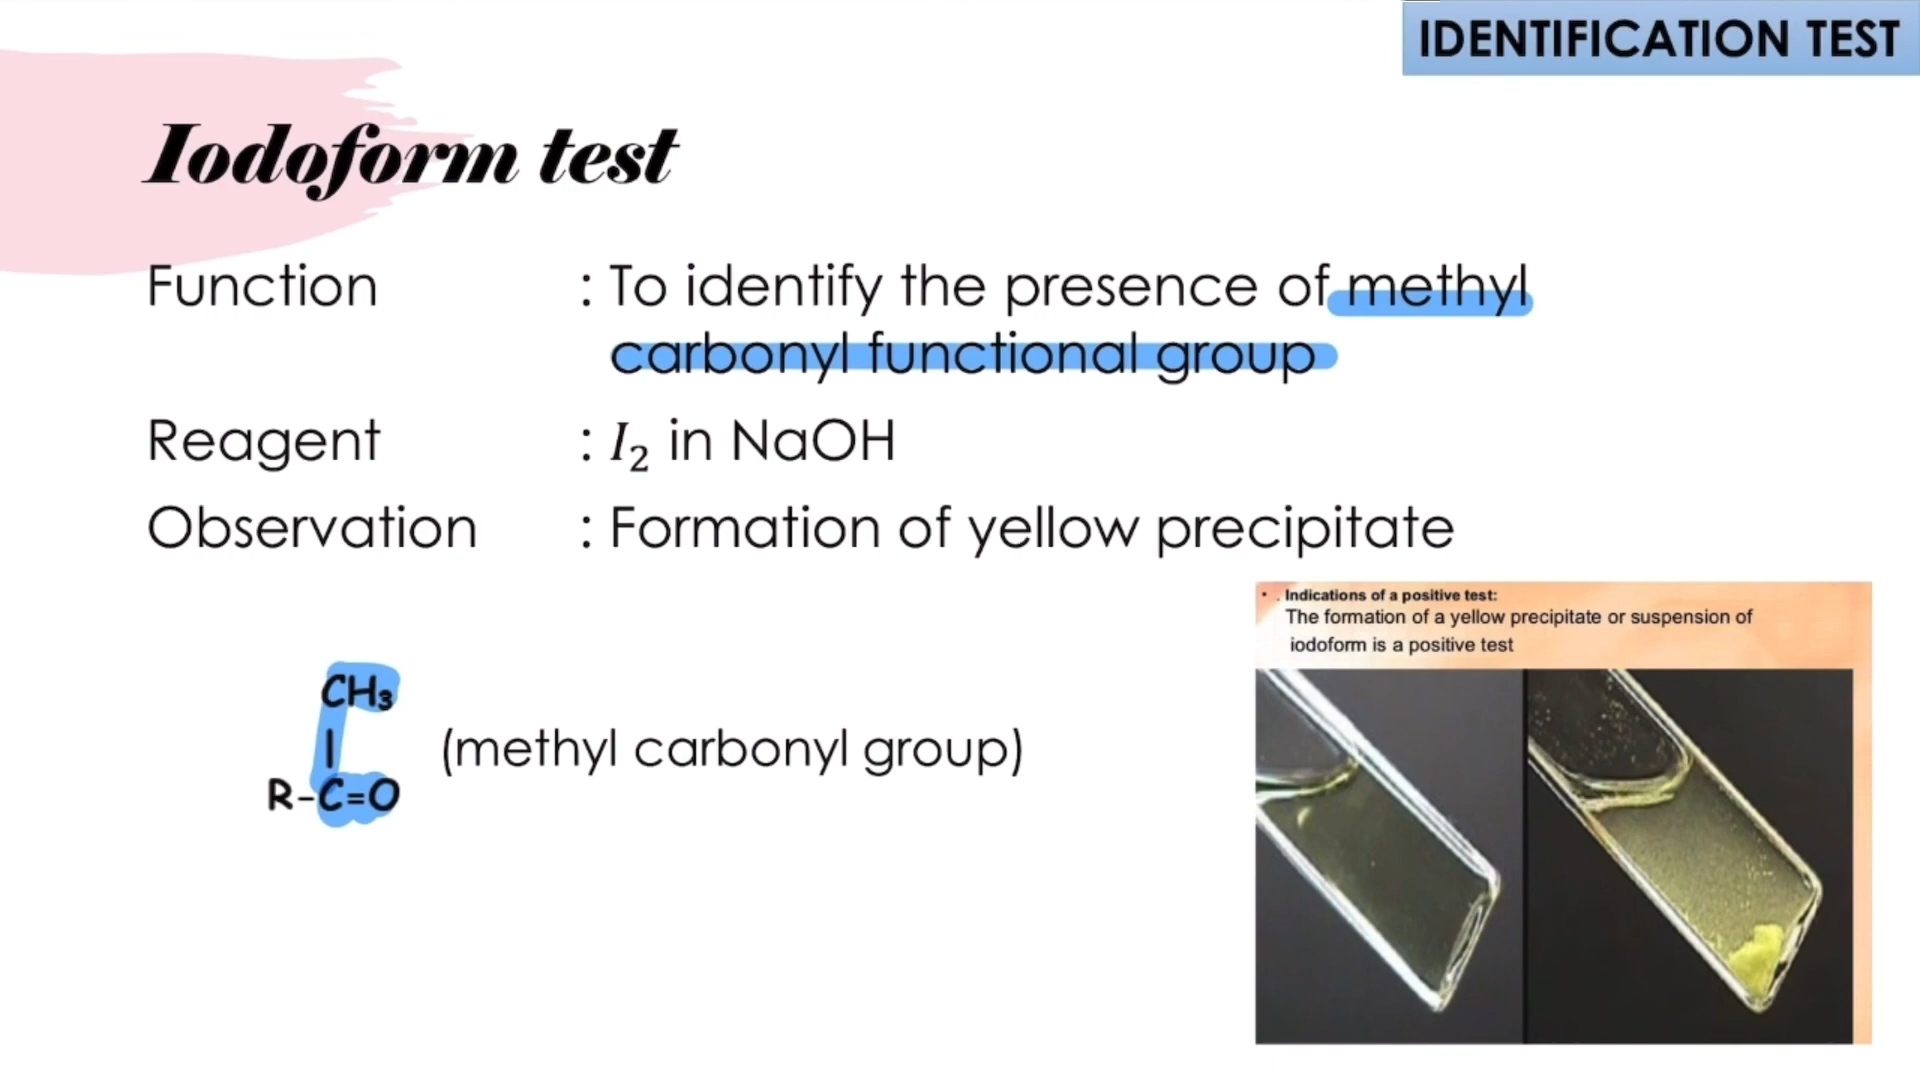 IDENTIFICATION TEST
Iodoform test
Function : To identify the presence of methyl
carbonyl functional group
Reagent : I₂ in NaOH
Observation : Formation of yellow precipitate
• . Indications of a positive test:
The formation of a yellow precipitate or suspension of
iodoform is a positive test
CH₃
|
R-C=O
(methyl carbonyl group)